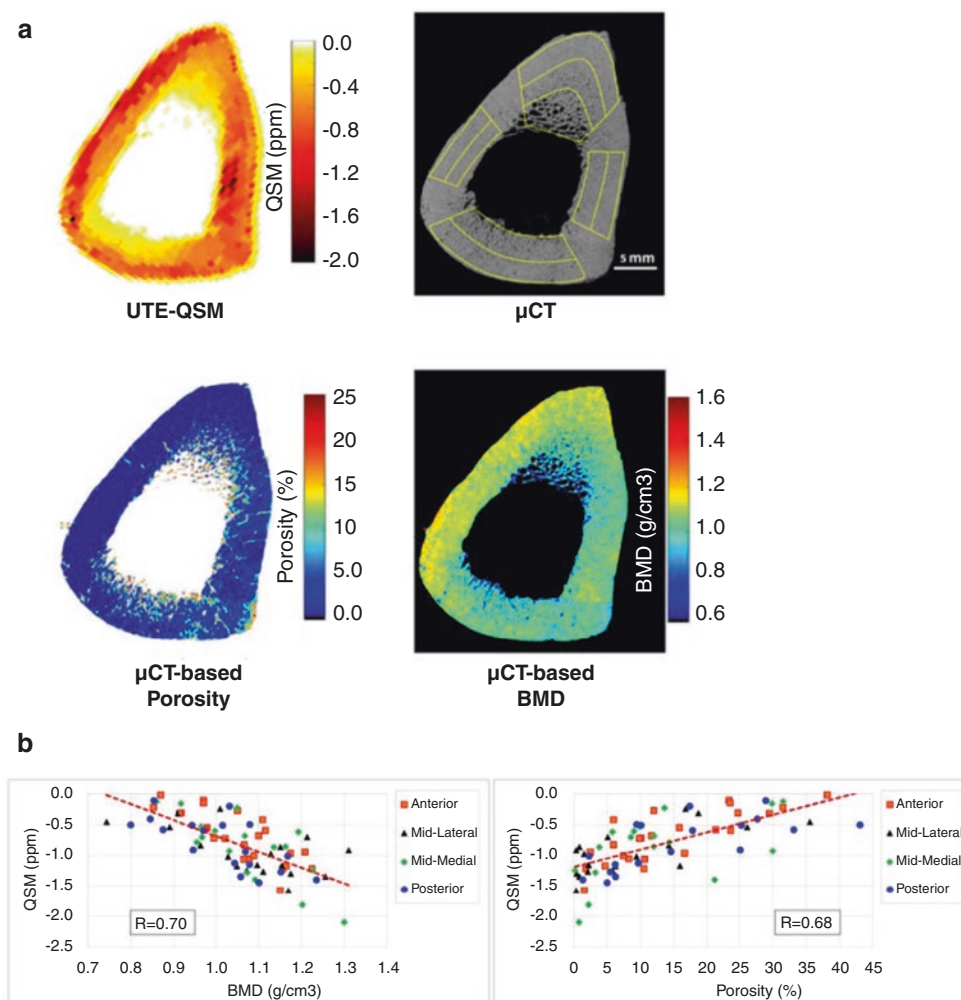 a
0.0
-0.4
-0.8
-1.2
-1.6
-2.0
QSM (ppm)
UTE-QSM
5 mm
µCT
25
20
15
10
5.0
0.0
Porosity (%)
µCT-based
Porosity
1.6
1.4
1.2
1.0
0.8
0.6
BMD (g/cm3)
µCT-based
BMD
b
0.0
-0.5
-1.0
-1.5
-2.0
-2.5
QSM (ppm)
R=0.70
0.7 0.8 0.9 1.0 1.1 1.2 1.3 1.4
BMD (g/cm3)
Anterior
Mid-Lateral
Mid-Medial
Posterior
0.0
-0.5
-1.0
-1.5
-2.0
-2.5
QSM (ppm)
R=0.68
0 5 10 15 20 25 30 35 40 45
Porosity (%)
Anterior
Mid-Lateral
Mid-Medial
Posterior